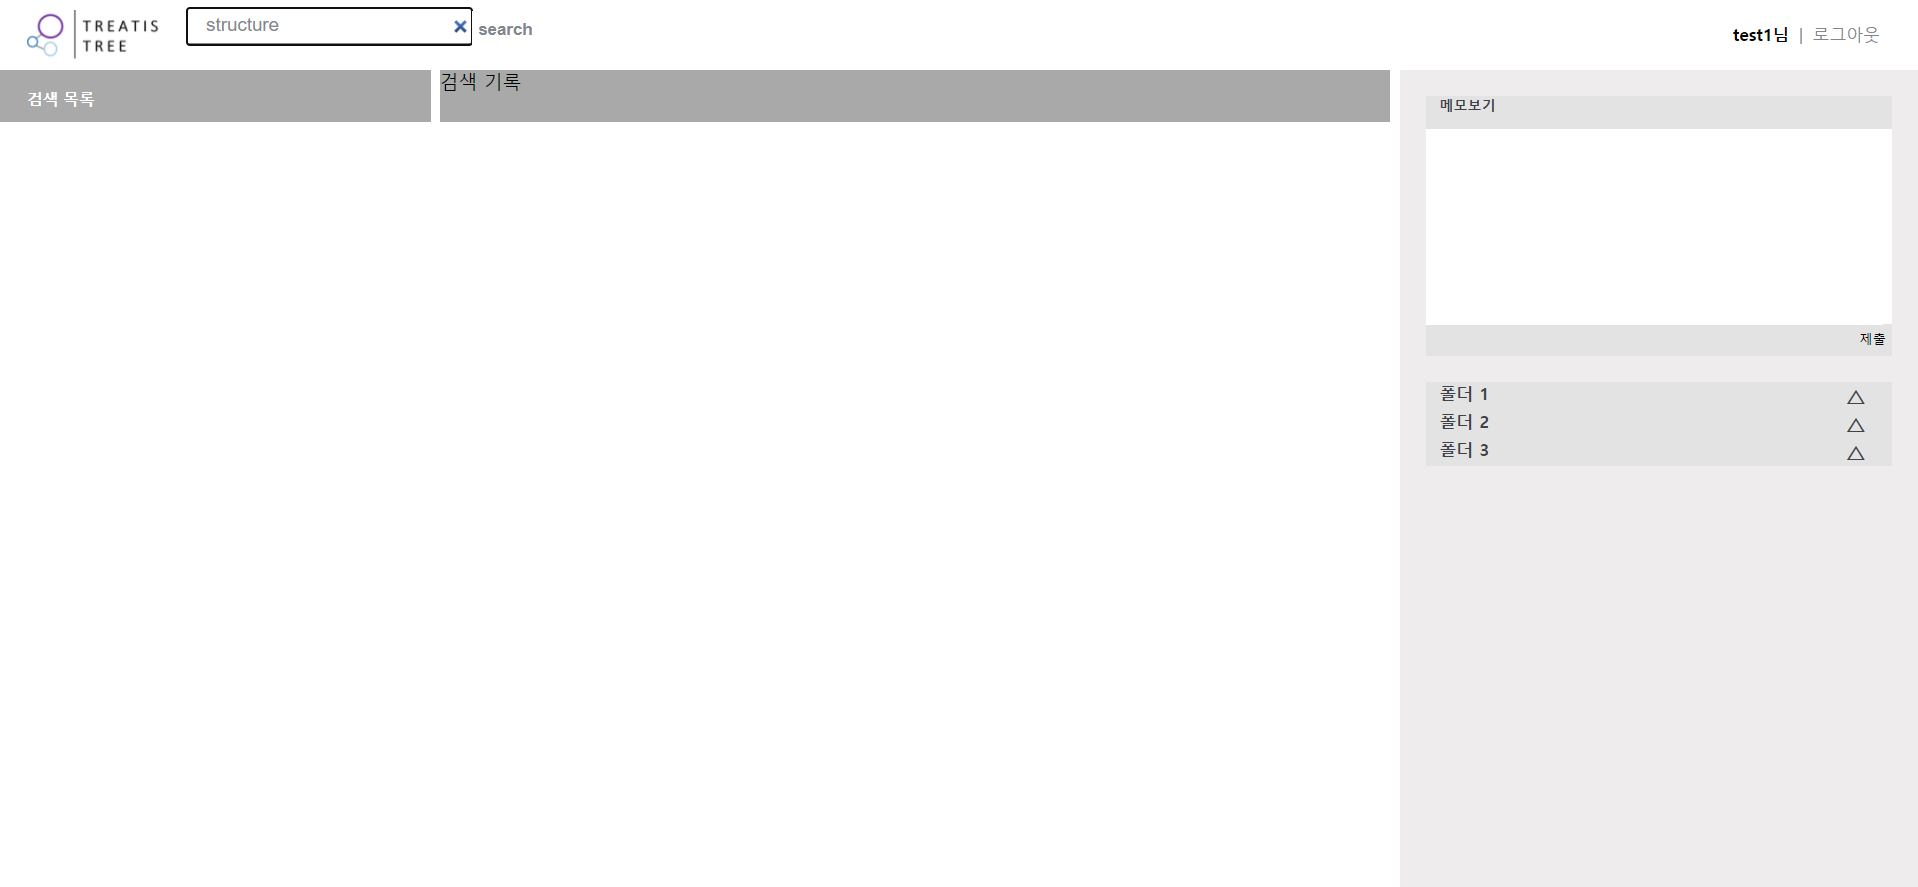 TREATIS
TREE
structure
search
test1님 | 로그아웃
검색 목록
검색 기록
메모보기
제출
폴더 1
폴더 2
폴더 3